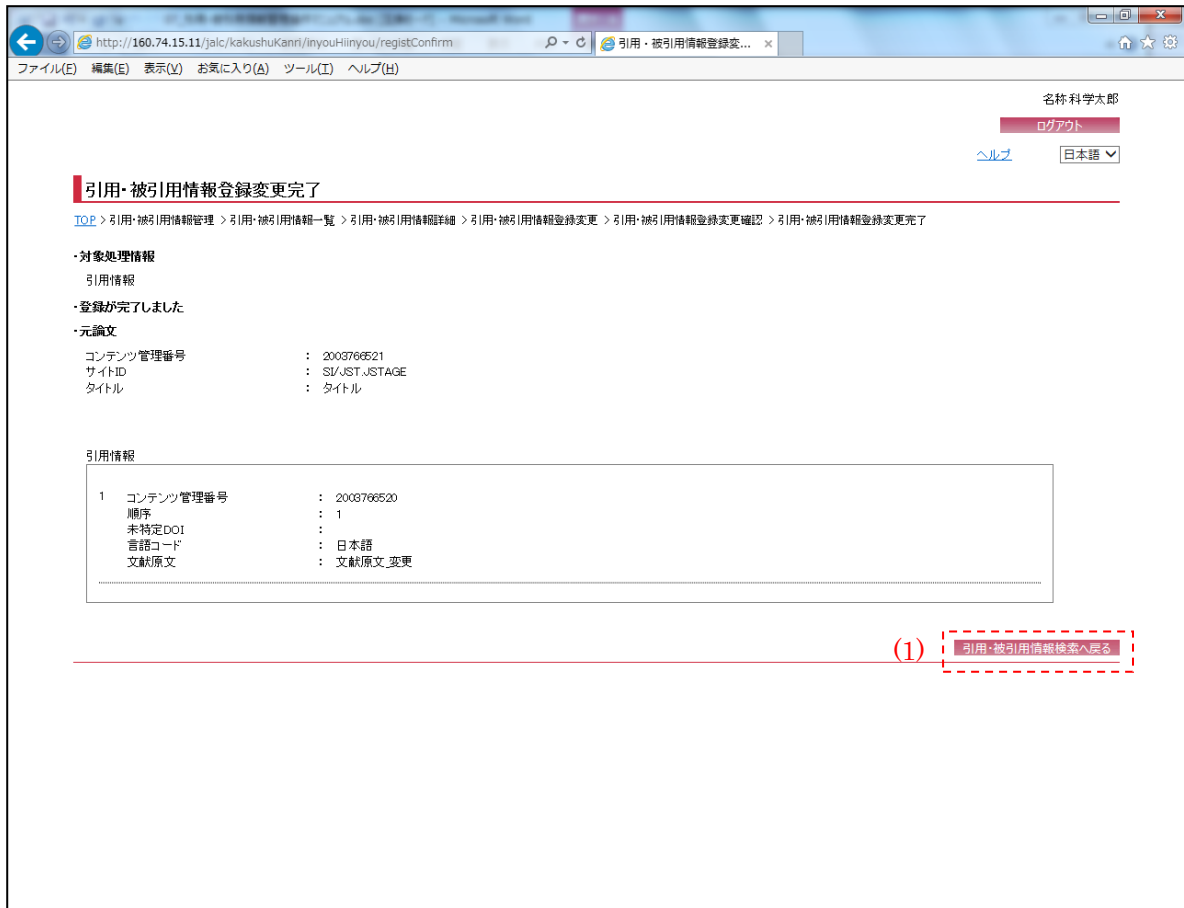 http://160.74.15.11/jalc/kakushuKanri/inyouHiinyou/registConfirm
引用・被引用情報登録変... ×
ファイル(F) 編集(E) 表示(V) お気に入り(A) ツール(T) ヘルプ(H)
名称 科学太郎
ログアウト
ヘルプ 日本語
引用・被引用情報登録変更完了
TOP > 引用・被引用情報管理 > 引用・被引用情報一覧 > 引用・被引用情報詳細 > 引用・被引用情報登録変更 > 引用・被引用情報登録変更確認 > 引用・被引用情報登録変更完了
・対象処理情報
引用情報
・登録が完了しました
・元論文
コンテンツ管理番号 : 2003766521
サイトID : SI/JST.JSTAGE
タイトル : タイトル
引用情報
1 コンテンツ管理番号 : 2003766520
順序 : 1
未特定DOI :
言語コード : 日本語
文献原文 : 文献原文_変更
(1) 引用・被引用情報検索へ戻る